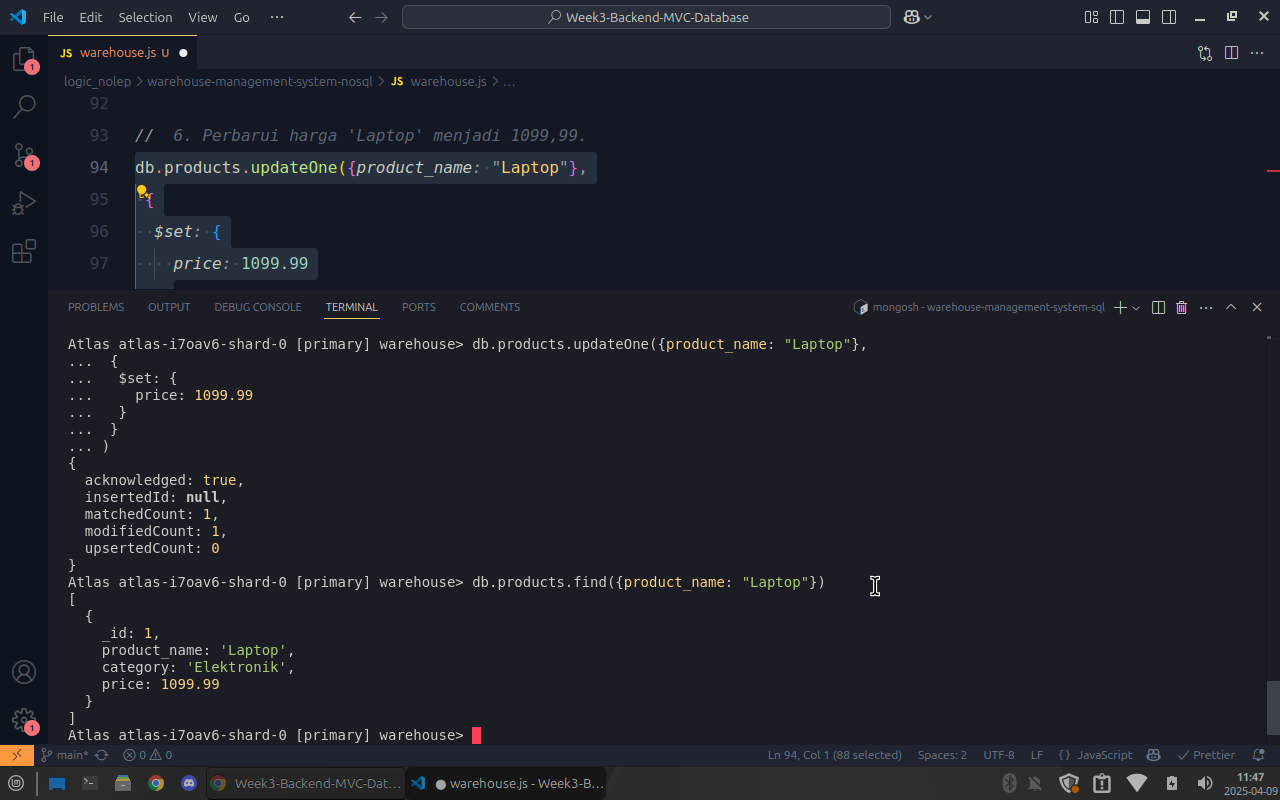 File Edit Selection View Go ··· Week3-Backend-MVC-Database
JS warehouse.js U ●
logic_nolep > warehouse-management-system-nosql > JS warehouse.js > ...
92
93 //  6. Perbarui harga 'Laptop' menjadi 1099,99.
94 db.products.updateOne({product_name: "Laptop"},
95 {
96 $set: {
97 price: 1099.99
PROBLEMS OUTPUT DEBUG CONSOLE TERMINAL PORTS COMMENTS mongosh - warehouse-management-system-sql
Atlas atlas-i7oav6-shard-0 [primary] warehouse> db.products.updateOne({product_name: "Laptop"},
...  {
...   $set: {
...     price: 1099.99
...   }
...  }
... )
{
  acknowledged: true,
  insertedId: null,
  matchedCount: 1,
  modifiedCount: 1,
  upsertedCount: 0
}
Atlas atlas-i7oav6-shard-0 [primary] warehouse> db.products.find({product_name: "Laptop"})
[
  {
    _id: 1,
    product_name: 'Laptop',
    category: 'Elektronik',
    price: 1099.99
  }
]
Atlas atlas-i7oav6-shard-0 [primary] warehouse>
1
1
1
main* 0 0 Ln 94, Col 1 (88 selected) Spaces: 2 UTF-8 LF {} JavaScript Prettier
Week3-Backend-MVC-Dat... ● warehouse.js - Week3-B... 11:47
2025-04-09